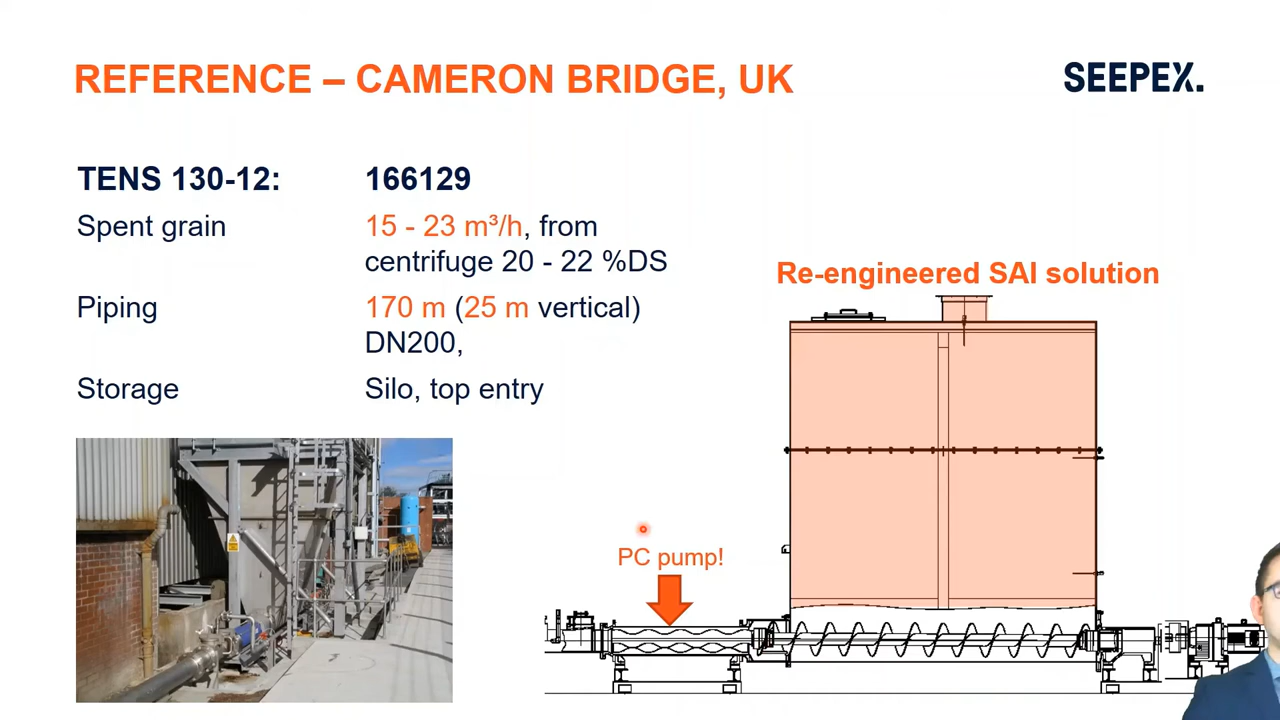 REFERENCE – CAMERON BRIDGE, UK
SEEPEX.
TENS 130-12: 166129
Spent grain 15 - 23 m³/h, from
centrifuge 20 - 22 %DS
Piping 170 m (25 m vertical)
DN200,
Storage Silo, top entry
Re-engineered SAI solution
PC pump!